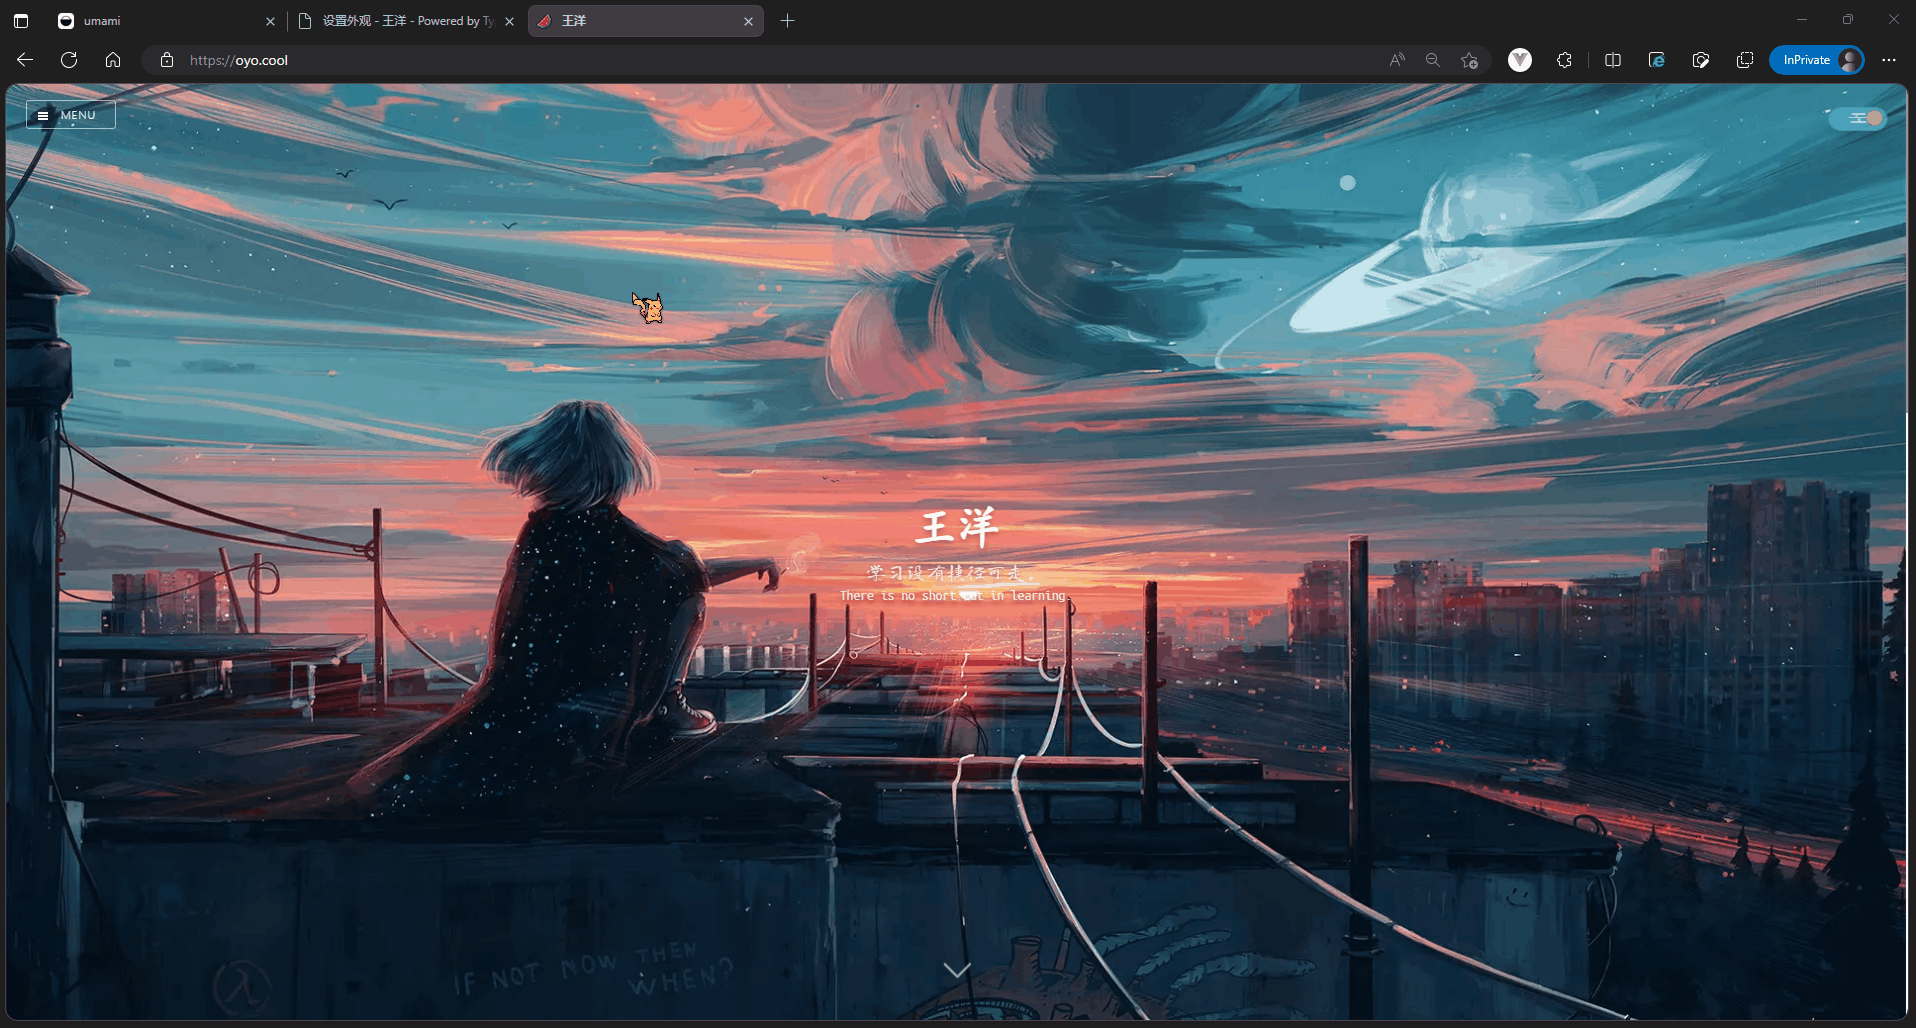 umami
设置外观 - 王洋 - Powered by Ty
王洋
https://oyo.cool
InPrivate
MENU
王洋
学习没有捷径可走。
There is no short cut in learning.
IF NOT NOW THEN
WHEN?